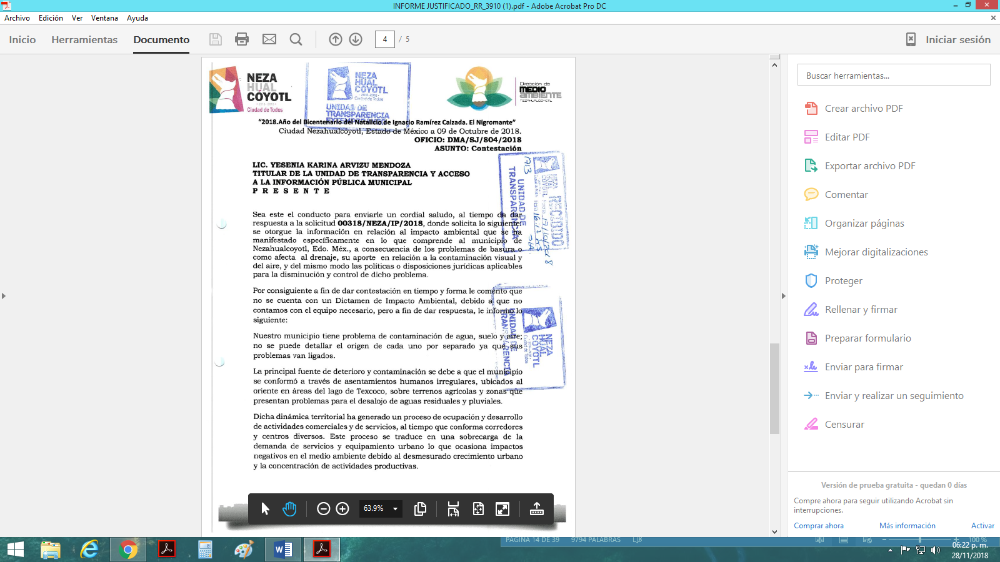 INFORME JUSTIFICADO_RR_3910 (1).pdf - Adobe Acrobat Pro DC
Archivo Edición Ver Ventana Ayuda
Inicio Herramientas Documento 4 / 5 Iniciar sesión
NEZA
HUAL
CÓYOTL
Ciudad de Todos
NEZA
HUAL
CÓYOTL
Ciudad de Todos
UNIDAD DE
TRANSPARENCIA
Dirección de
MEDIO
AMBIENTE
NEZAHUALCÓYOTL
"2018.Año del Bicentenario del Natalicio de Ignacio Ramírez Calzada. El Nigromante"
Ciudad Nezahualcóyotl, Estado de México a 09 de Octubre de 2018.
OFICIO: DMA/SJ/804/2018
ASUNTO: Contestación
LIC. YESENIA KARINA ARVIZU MENDOZA
TITULAR DE LA UNIDAD DE TRANSPARENCIA Y ACCESO
A LA INFORMACIÓN PÚBLICA MUNICIPAL
P R E S E N T E
Sea este el conducto para enviarle un cordial saludo, al tiempo da dar
respuesta a la solicitud 00318/NEZA/IP/2018, donde solicita lo siguiente:
se otorgue la información en relación al impacto ambiental que se ha
manifestado específicamente en lo que comprende al municipio de
Nezahualcoyotl, Edo. Méx., a consecuencia de los problemas de basura o
como afecta al drenaje, su aporte en relación a la contaminación visual y
del aire, y del mismo modo las políticas o disposiciones jurídicas aplicables
para la disminución y control de dicho problema.
Por consiguiente a fin de dar contestación en tiempo y forma le comento que
no se cuenta con un Dictamen de Impacto Ambiental, debido a que no
contamos con el equipo necesario, pero a fin de dar respuesta, le informo lo
siguiente:
Nuestro municipio tiene problema de contaminación de agua, suelo y aire;
no se puede detallar el origen de cada uno por separado ya que sus
problemas van ligados.
La principal fuente de deterioro y contaminación se debe a que el municipio
se conformó a través de asentamientos humanos irregulares, ubicados al
oriente en áreas del lago de Texcoco, sobre terrenos agrícolas y zonas que
presentan problemas para el desalojo de aguas residuales y pluviales.
Dicha dinámica territorial ha generado un proceso de ocupación y desarrollo
de actividades comerciales y de servicios, al tiempo que conforma corredores
y centros diversos. Este proceso se traduce en una sobrecarga de la
demanda de servicios y equipamiento urbano lo que ocasiona impactos
negativos en el medio ambiente debido al desmesurado crecimiento urbano
y la concentración de actividades productivas.
1713
NEZA
HUAL
CÓYOTL
RECIBIDO
UNIDAD DE
TRANSPARENCIA
NEZA
HUAL
CÓYOTL
Ciudad de Todos
UNIDAD DE
TRANSPARENCIA
63.9%
Buscar herramientas...
Crear archivo PDF
Editar PDF
Exportar archivo PDF
Comentar
Organizar páginas
Mejorar digitalizaciones
Proteger
Rellenar y firmar
Preparar formulario
Enviar para firmar
Enviar y realizar un seguimiento
Censurar
Versión de prueba gratuita - quedan 0 días
Compre ahora para seguir utilizando Acrobat sin
interrupciones.
Comprar ahora Más información Activar
PÁGINA 14 DE 39 9794 PALABRAS 100 %
06:22 p. m.
28/11/2018